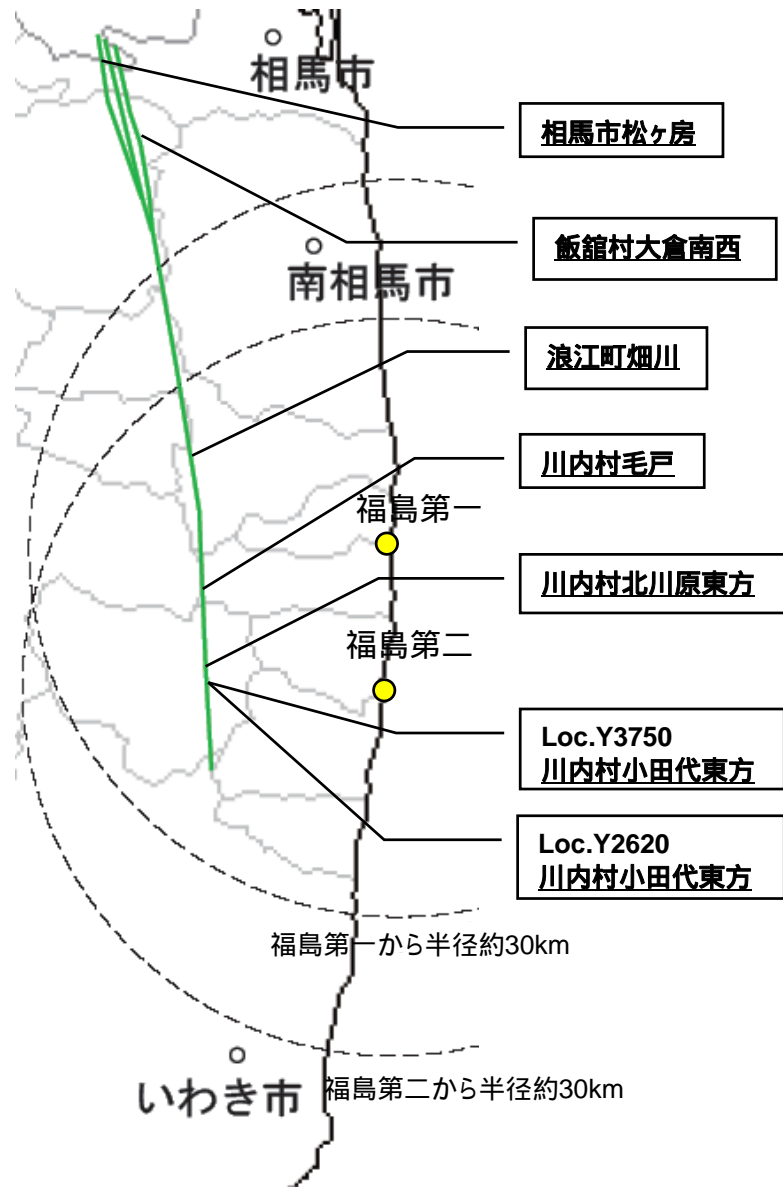 相馬市
相馬市松ヶ房
飯舘村大倉南西
南相馬市
浪江町畑川
川内村毛戸
福島第一
川内村北川原東方
福島第二
Loc.Y3750
川内村小田代東方
Loc.Y2620
川内村小田代東方
福島第一から半径約30km
いわき市
福島第二から半径約30km